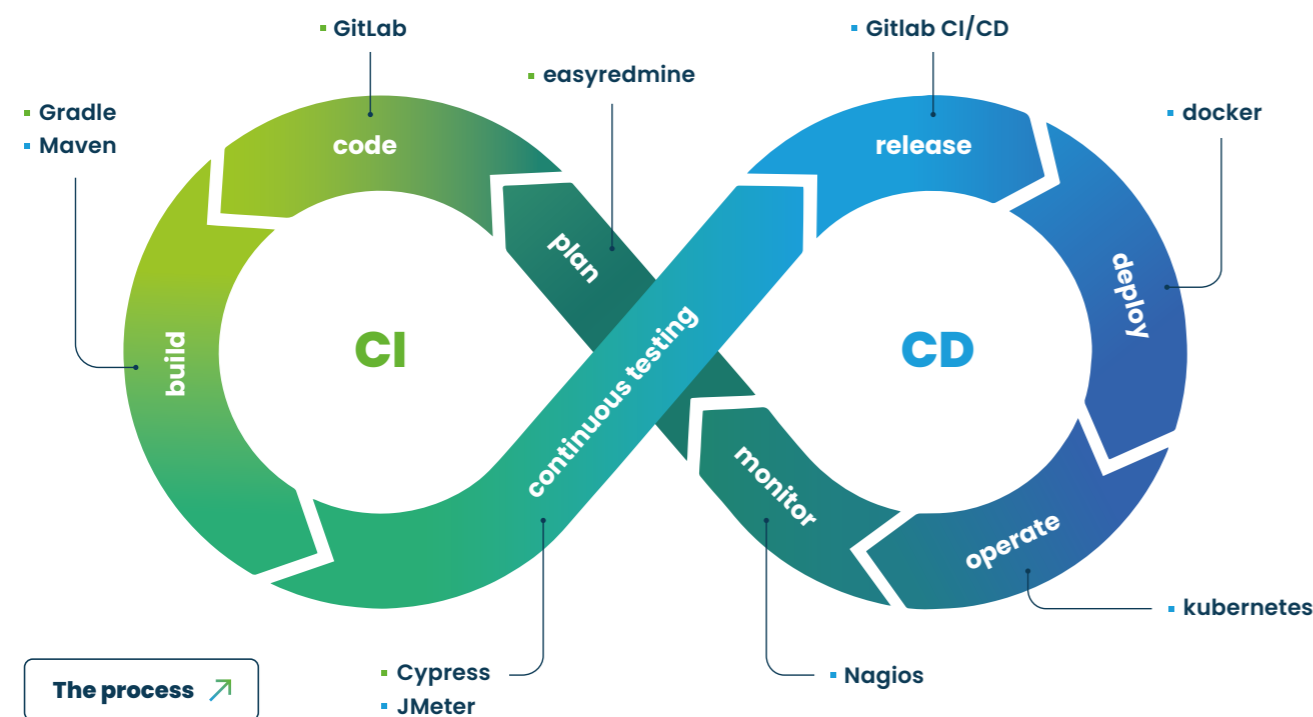 GitLab
Gitlab CI/CD
easyredmine
Gradle
Maven
docker
code
release
plan
deploy
build
CI
CD
continuous testing
monitor
operate
kubernetes
Cypress
JMeter
Nagios
The process